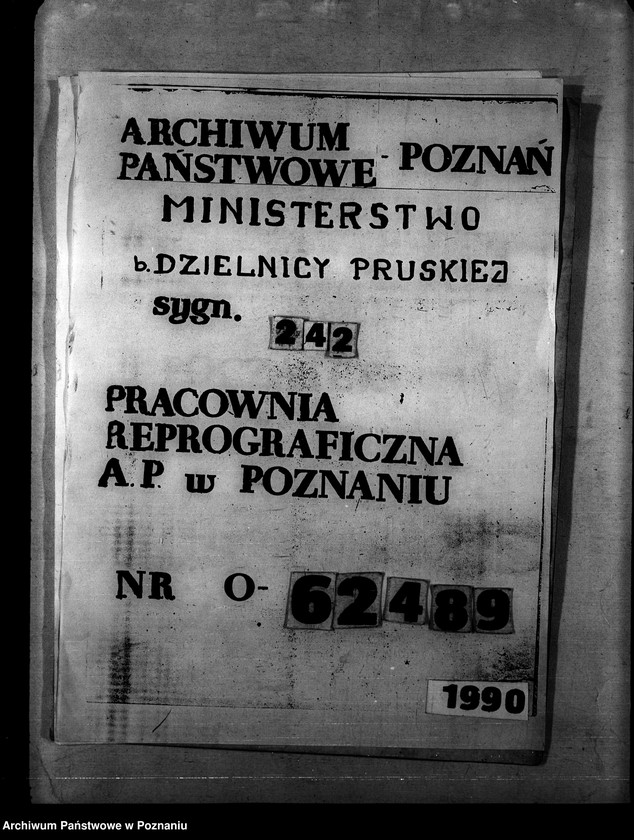 ARCHIWUM
PAŃSTWOWE - POZNAŃ
MINISTERSTWO
b. DZIELNICY PRUSKIEJ
sygn. 242
PRACOWNIA
REPROGRAFICZNA
A.P. w POZNANIU
NR O-62489
1990
Archiwum Państwowe w Poznaniu